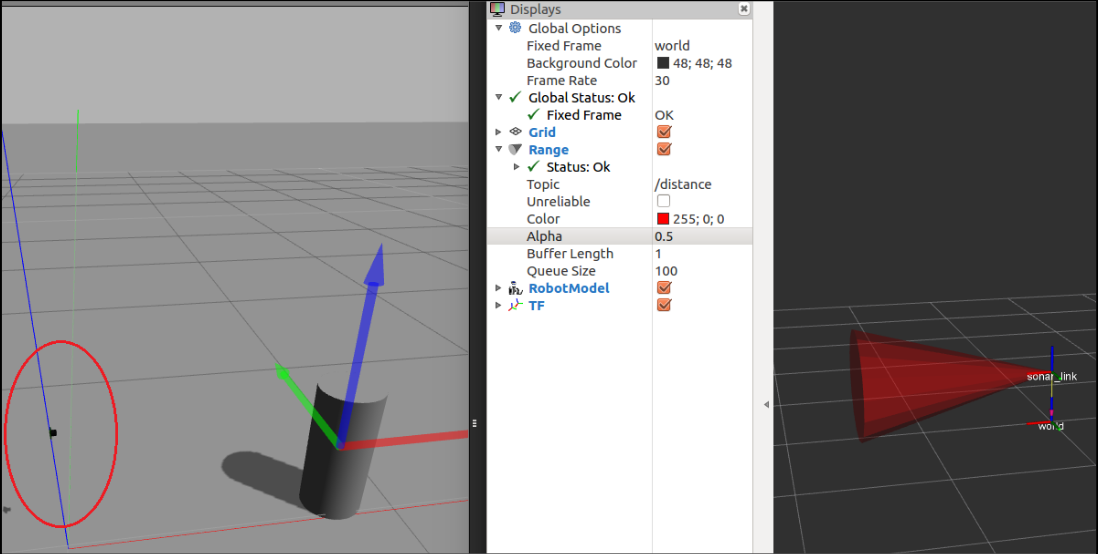 Displays
Global Options
Fixed Frame world
Background Color 48; 48; 48
Frame Rate 30
Global Status: Ok
Fixed Frame OK
Grid
Range
Status: Ok
Topic /distance
Unreliable
Color 255; 0; 0
Alpha 0.5
Buffer Length 1
Queue Size 100
RobotModel
TF
sonar_link
world